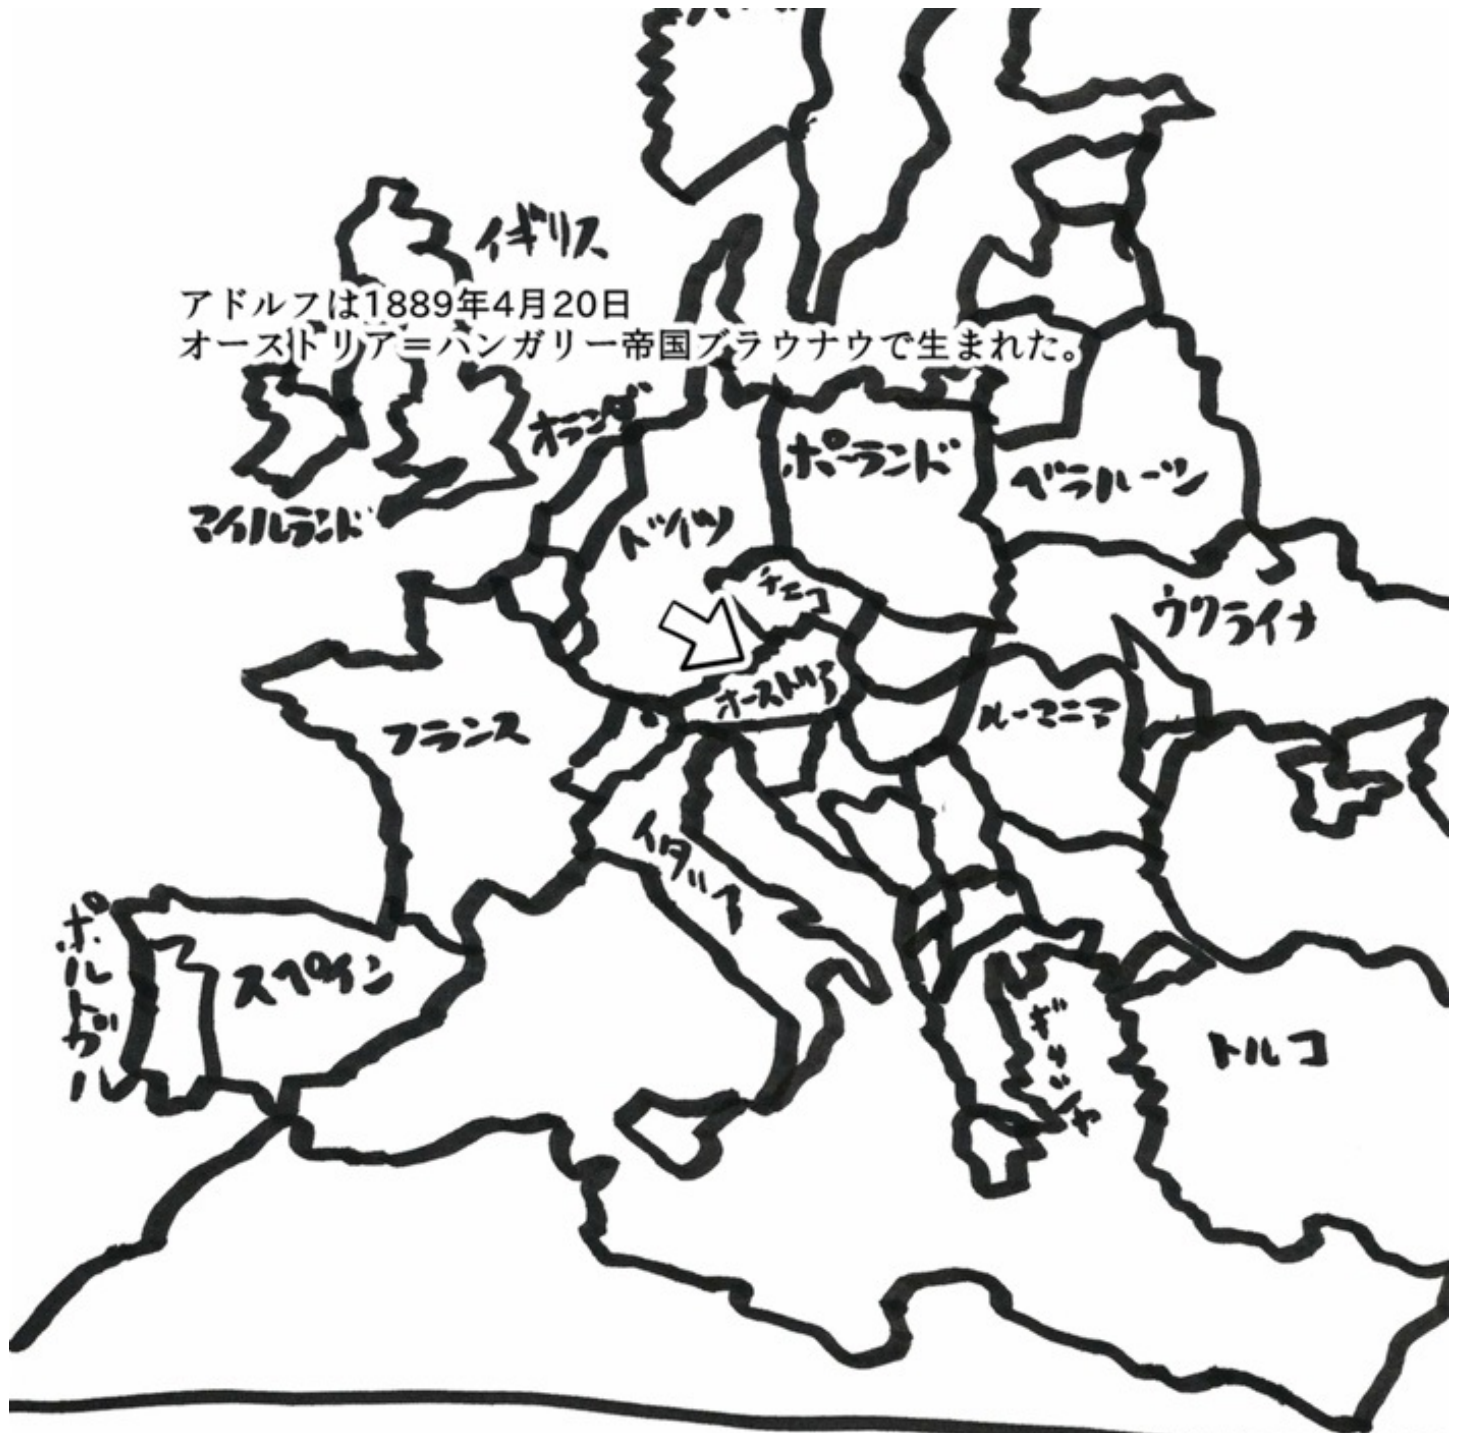 イギリス
アドルフは1889年4月20日
オーストリア＝ハンガリー帝国ブラウナウで生まれた。
オランダ
ポーランド
ベラルーシ
アイルランド
ドイツ
チェコ
ウクライナ
オーストリア
ルーマニア
フランス
イタリア
ポルトガル
スペイン
ギリシャ
トルコ